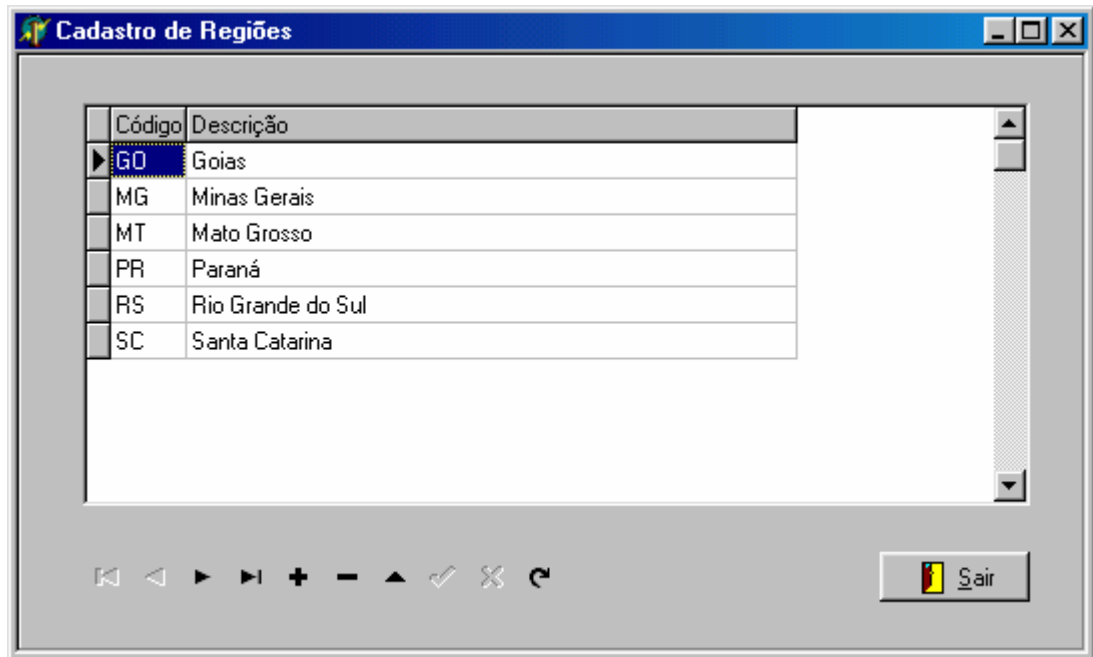 Cadastro de Regiões
Código Descrição
GO Goias
MG Minas Gerais
MT Mato Grosso
PR Paraná
RS Rio Grande do Sul
SC Santa Catarina
Sair